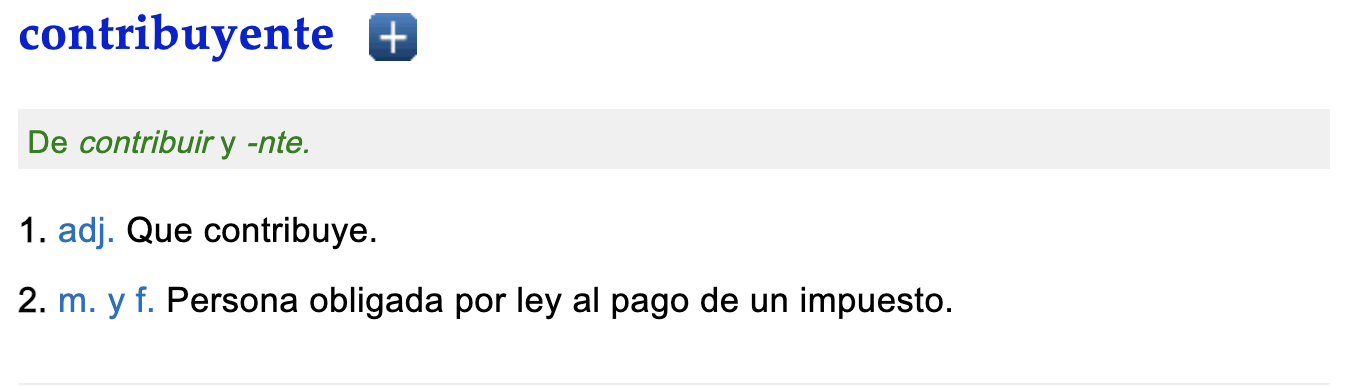 contribuyente
De contribuir y -nte.
1. adj. Que contribuye.
2. m. y f. Persona obligada por ley al pago de un impuesto.